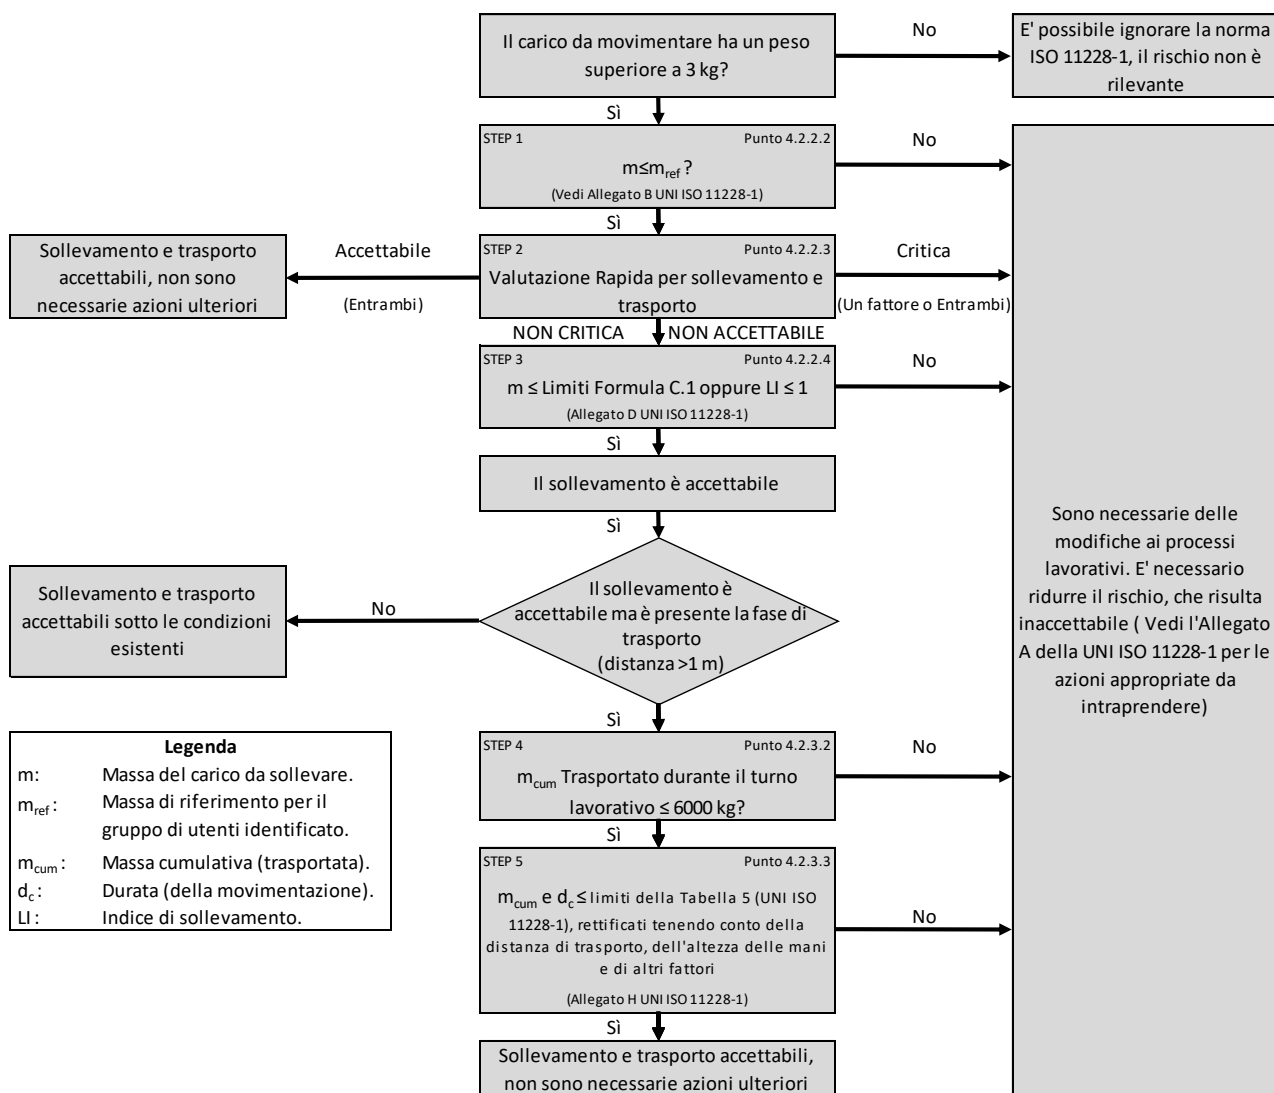 Il carico da movimentare ha un peso
superiore a 3 kg?
No
E' possibile ignorare la norma
ISO 11228-1, il rischio non è
rilevante
Sì
STEP 1 Punto 4.2.2.2
m≤mref ?
(Vedi Allegato B UNI ISO 11228-1)
No
Sì
Sollevamento e trasporto
accettabili, non sono
necessarie azioni ulteriori
Accettabile
(Entrambi)
STEP 2 Punto 4.2.2.3
Valutazione Rapida per sollevamento e
trasporto
Critica
(Un fattore o Entrambi)
NON CRITICA NON ACCETTABILE
STEP 3 Punto 4.2.2.4
m ≤ Limiti Formula C.1 oppure LI ≤ 1
(Allegato D UNI ISO 11228-1)
No
Sì
Il sollevamento è accettabile
Sì
Sono necessarie delle
modifiche ai processi
lavorativi. E' necessario
ridurre il rischio, che risulta
inaccettabile ( Vedi l'Allegato
A della UNI ISO 11228-1 per le
azioni appropriate da
intraprendere)
Il sollevamento è
accettabile ma è presente la fase di
trasporto
(distanza >1 m)
No
Sollevamento e trasporto
accettabili sotto le condizioni
esistenti
Sì
Legenda
m: Massa del carico da sollevare.
mref : Massa di riferimento per il
gruppo di utenti identificato.
mcum : Massa cumulativa (trasportata).
dc : Durata (della movimentazione).
LI : Indice di sollevamento.
STEP 4 Punto 4.2.3.2
mcum Trasportato durante il turno
lavorativo ≤ 6000 kg?
No
Sì
STEP 5 Punto 4.2.3.3
mcum e dc ≤ limiti della Tabella 5 (UNI ISO
11228-1), rettificati tenendo conto della
distanza di trasporto, dell'altezza delle mani
e di altri fattori
(Allegato H UNI ISO 11228-1)
No
Sì
Sollevamento e trasporto accettabili,
non sono necessarie azioni ulteriori